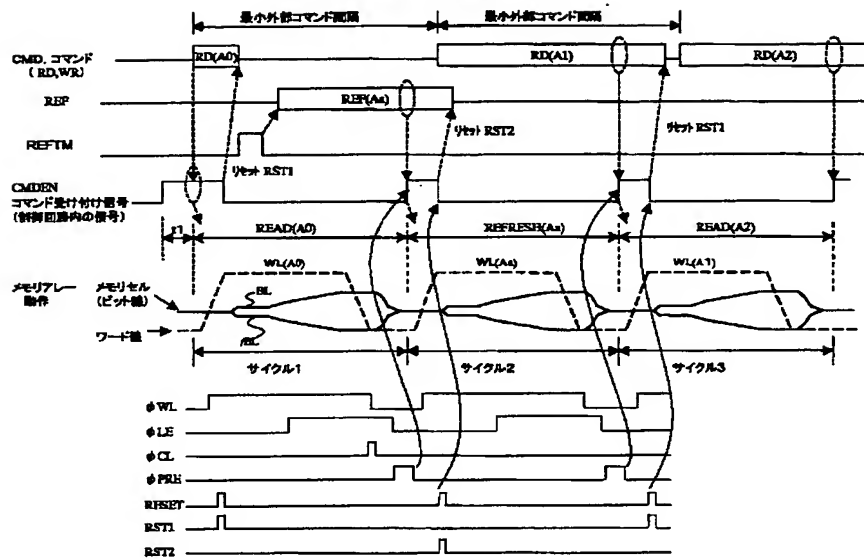 最小外部コマンド間隔 最小外部コマンド間隔
CMD, コマンド
(RD,WR)
RD(A0) RD(A1) RD(A2)
REF
REF(Aa)
REFTM
リセット RST1 リセット RST2 リセット RST1
CMDEN
コマンド受け付け信号
(制御回路内の信号)
READ(A0) REFRESH(Aa) READ(A2)
WL(A0) WL(Aa) WL(A1)
メモリアレー
動作
メモリセル
(ビット線)
BL
/BL
ワード線
サイクル1 サイクル2 サイクル3
φWL
φLE
φCL
φPRE
RESET
RST1
RST2